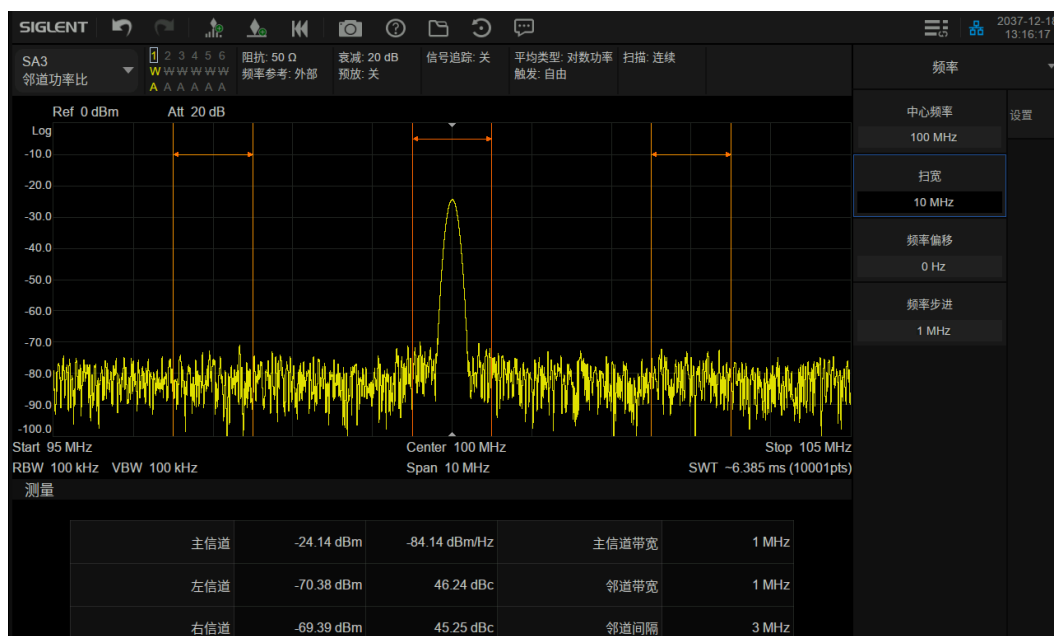 SIGLENT
2037-12-18
13:16:17
SA3
邻道功率比
1 2 3 4 5 6
W W W W W W
A A A A A A
阻抗: 50 Ω
频率参考: 外部
衰减: 20 dB
预放: 关
信号追踪: 关
平均类型: 对数功率
触发: 自由
扫描: 连续
频率
Ref 0 dBm
Att 20 dB
Log
-10.0
-20.0
-30.0
-40.0
-50.0
-60.0
-70.0
-80.0
-90.0
-100.0
Start 95 MHz
Center 100 MHz
Stop 105 MHz
RBW 100 kHz VBW 100 kHz
Span 10 MHz
SWT ~6.385 ms (10001pts)
中心频率
100 MHz
设置
扫宽
10 MHz
频率偏移
0 Hz
频率步进
1 MHz
测量
主信道 -24.14 dBm -84.14 dBm/Hz 主信道带宽 1 MHz
左信道 -70.38 dBm 46.24 dBc 邻道带宽 1 MHz
右信道 -69.39 dBm 45.25 dBc 邻道间隔 3 MHz